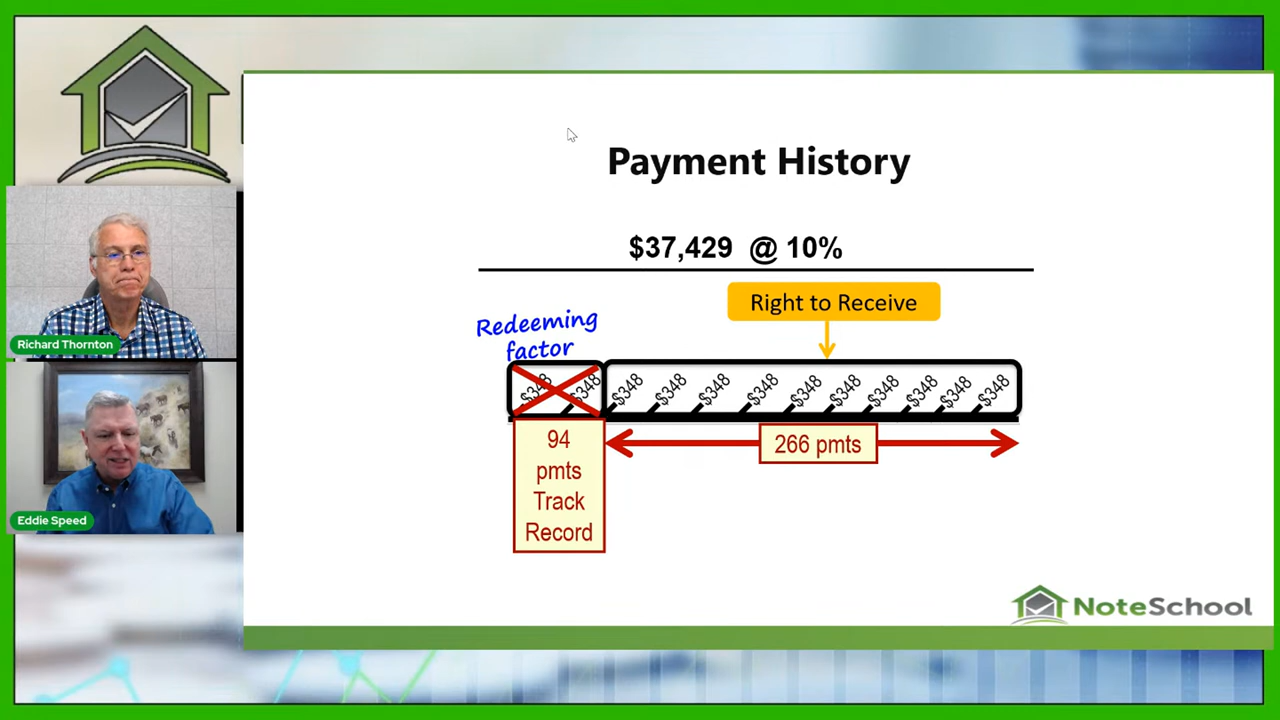 Payment History
$37,429 @ 10%
Right to Receive
Redeeming
factor
$348 $348 $348 $348 $348 $348 $348 $348 $348 $348 $348 $348
94
pmts
Track
Record
266 pmts
Richard Thornton
Eddie Speed
NoteSchool